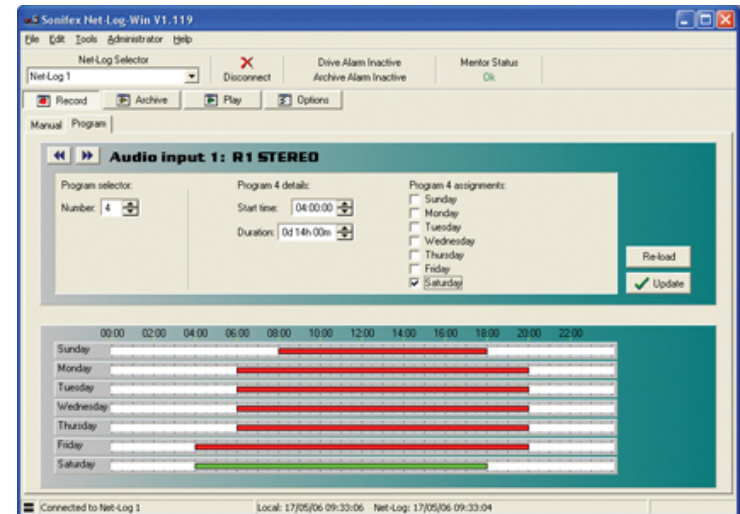 Sonifex Net-Log-Win V1.119
File Edit Tools Administrator Help
Net-Log Selector
Net-Log 1
Disconnect
Drive Alarm Inactive
Archive Alarm Inactive
Mentor Status
Ok
Record Archive Play Options
Manual Program
Audio input 1: R1 STEREO
Program selector:
Number: 4
Program 4 details:
Start time: 04:00:00
Duration: 0d 14h 00m
Program 4 assignments:
Sunday
Monday
Tuesday
Wednesday
Thursday
Friday
Saturday
Re-load
Update
00:00 02:00 04:00 06:00 08:00 10:00 12:00 14:00 16:00 18:00 20:00 22:00
Sunday
Monday
Tuesday
Wednesday
Thursday
Friday
Saturday
Connected to Net-Log 1 Local: 17/05/06 09:33:06 Net-Log: 17/05/06 09:33:04